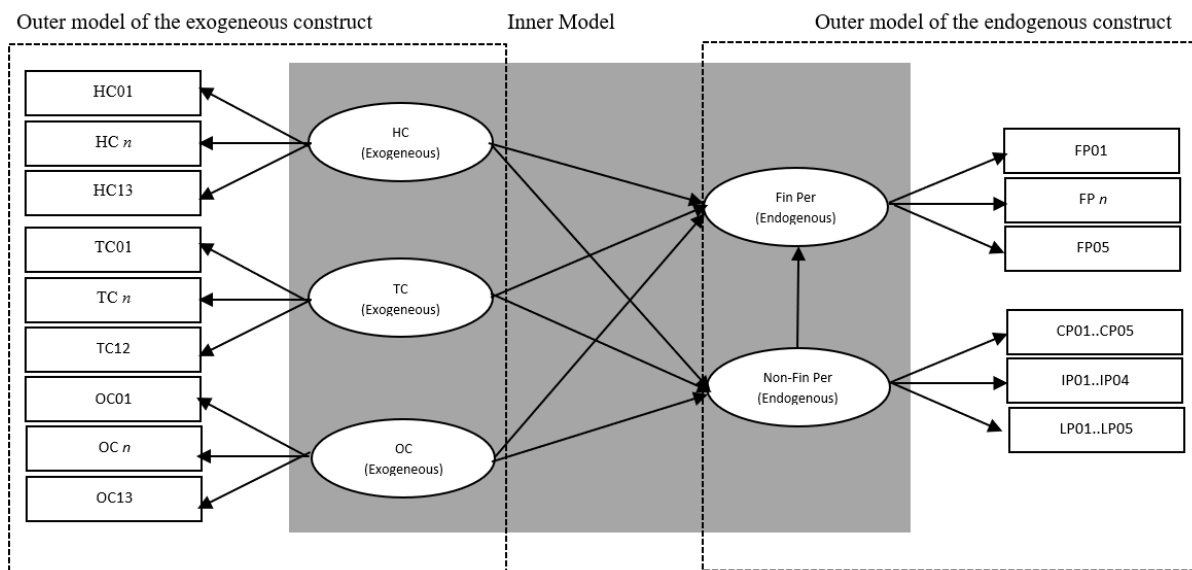 Outer model of the exogeneous construct
Inner Model
Outer model of the endogenous construct
HC01
HC n
HC13
TC01
TC n
TC12
OC01
OC n
OC13
HC
(Exogeneous)
TC
(Exogeneous)
OC
(Exogeneous)
Fin Per
(Endogenous)
Non-Fin Per
(Endogenous)
FP01
FP n
FP05
CP01..CP05
IP01..IP04
LP01..LP05